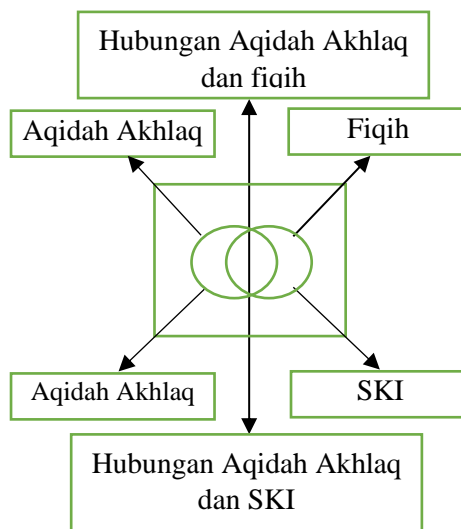 Hubungan Aqidah Akhlaq
dan fiqih
Aqidah Akhlaq
Fiqih
Aqidah Akhlaq
SKI
Hubungan Aqidah Akhlaq
dan SKI